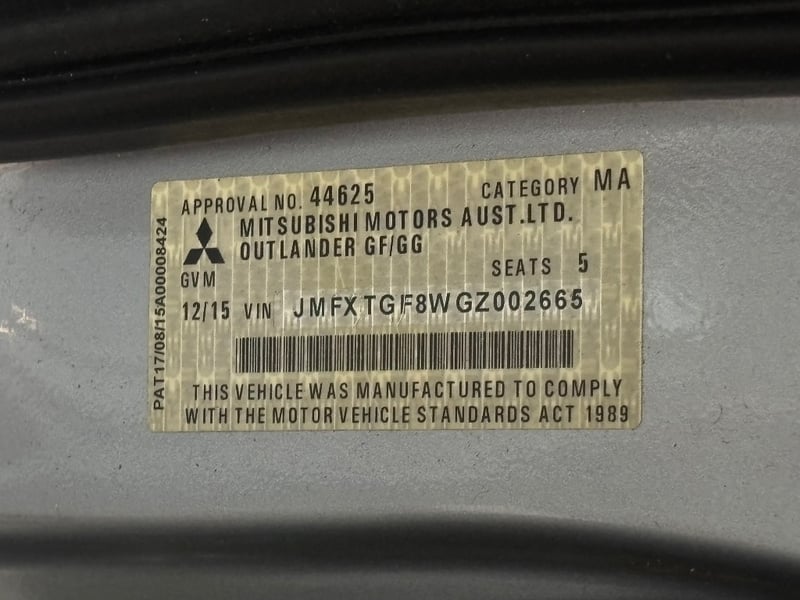 APPROVAL NO. 44625 CATEGORY MA
MITSUBISHI MOTORS AUST.LTD.
OUTLANDER GF/GG
SEATS 5
GVM
12/15 VIN JMFXTGF8WGZ002665
THIS VEHICLE WAS MANUFACTURED TO COMPLY
WITH THE MOTOR VEHICLE STANDARDS ACT 1989
PAT17/08/15A00008424